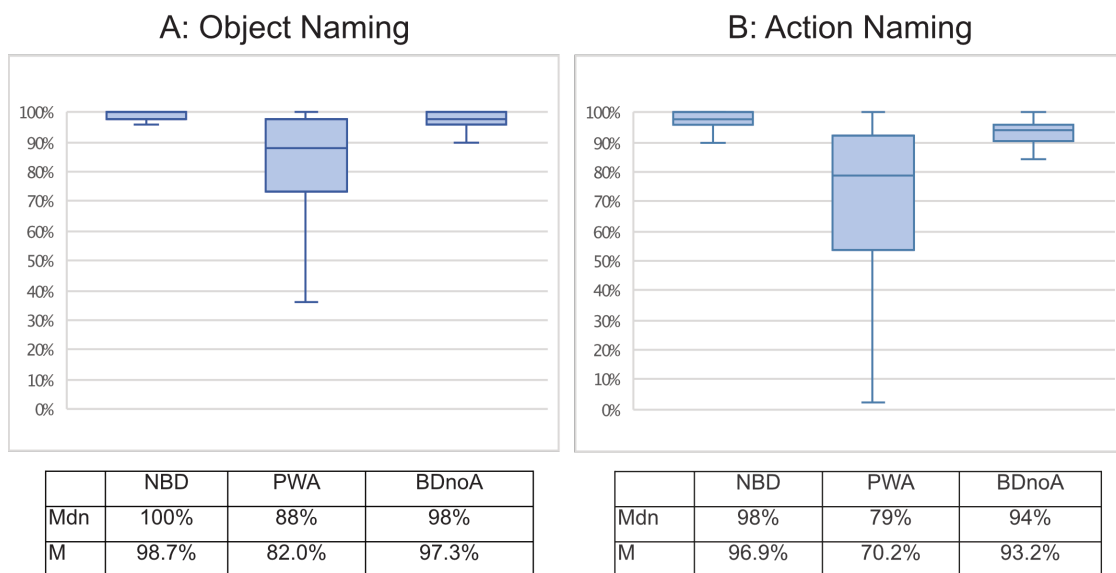 A: Object Naming
100%
90%
80%
70%
60%
50%
40%
30%
20%
10%
0%
NBD PWA BDnoA
Mdn 100% 88% 98%
M 98.7% 82.0% 97.3%
B: Action Naming
100%
90%
80%
70%
60%
50%
40%
30%
20%
10%
0%
NBD PWA BDnoA
Mdn 98% 79% 94%
M 96.9% 70.2% 93.2%